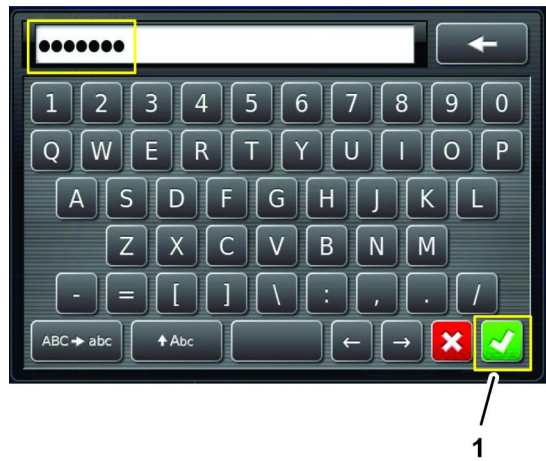 ●●●●●●●
←
1 2 3 4 5 6 7 8 9 0
Q W E R T Y U I O P
A S D F G H J K L
Z X C V B N M
- = [ ] \ : , . /
ABC → abc ↑ Abc ← →
1